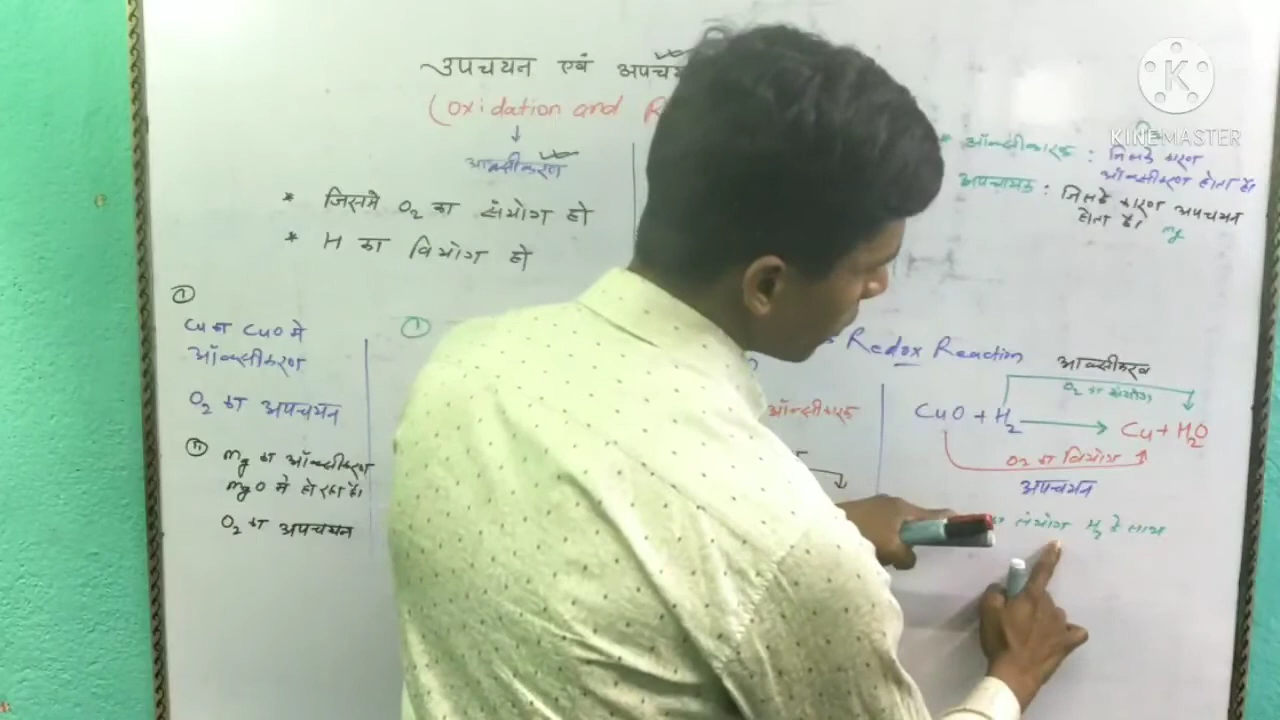 उपचयन एवं अपचय
(oxidation and R
↓
आक्सीकरण
* जिसमे O₂ का संयोग हो
* H का वियोग हो
KINEMASTER
* ऑक्सीकारक : जिसके कारण
ऑक्सीकरण होता है।
अपचायक : जिसके कारण अपचयन
होता है। mg
①
Cu का CuO मे
ऑक्सीकरण
O₂ का अपचयन
② mg का ऑक्सीकरण
mgO मे हो रहा है।
O₂ का अपचयन
①
ऑक्सीकारक
Redox Reaction
आक्सीकरण
O₂ का संयोग
CuO + H₂ → Cu + H₂O
O₂ का वियोग
अपचयन
संयोग H₂ के साथ